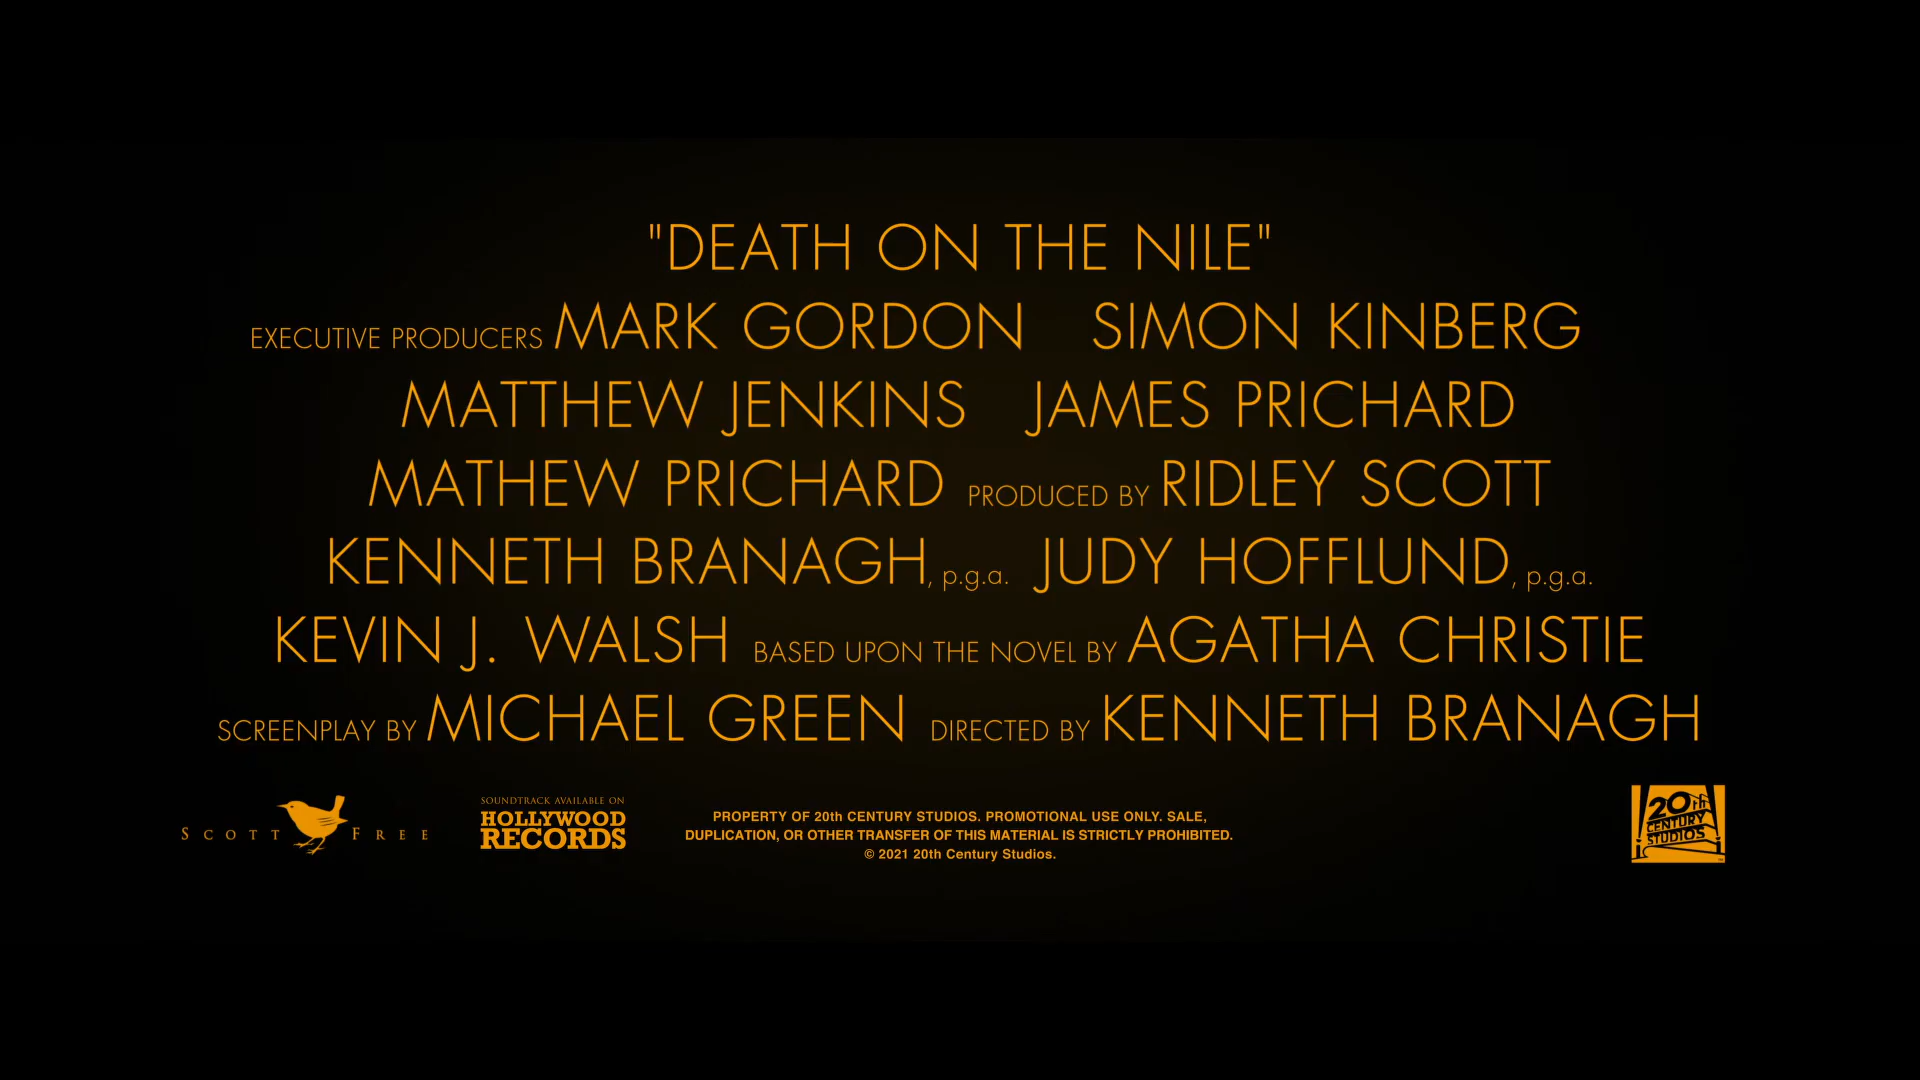 "DEATH ON THE NILE"
EXECUTIVE PRODUCERS MARK GORDON SIMON KINBERG
MATTHEW JENKINS JAMES PRICHARD
MATHEW PRICHARD PRODUCED BY RIDLEY SCOTT
KENNETH BRANAGH, p.g.a. JUDY HOFFLUND, p.g.a.
KEVIN J. WALSH BASED UPON THE NOVEL BY AGATHA CHRISTIE
SCREENPLAY BY MICHAEL GREEN DIRECTED BY KENNETH BRANAGH
SCOTT FREE
SOUNDTRACK AVAILABLE ON
HOLLYWOOD
RECORDS
PROPERTY OF 20th CENTURY STUDIOS. PROMOTIONAL USE ONLY. SALE,
DUPLICATION, OR OTHER TRANSFER OF THIS MATERIAL IS STRICTLY PROHIBITED.
© 2021 20th Century Studios.
20th
CENTURY
STUDIOS